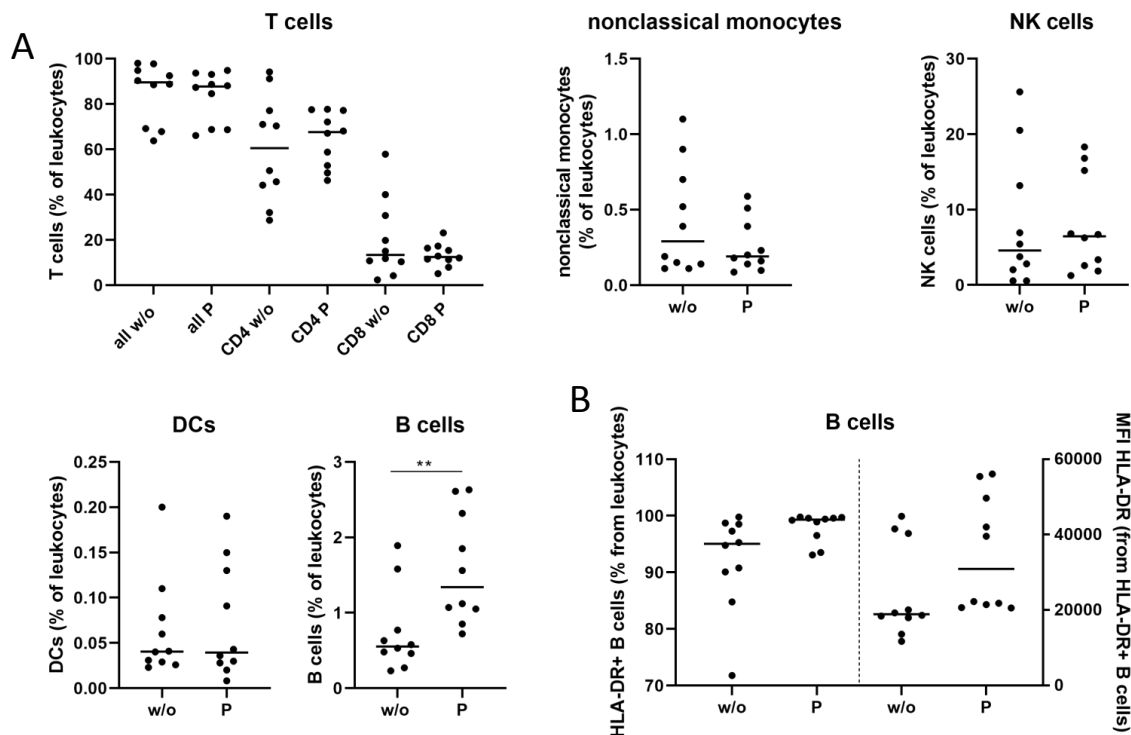 A
T cells
T cells (% of leukocytes)
100
80
60
40
20
0
all w/o
all P
CD4 w/o
CD4 P
CD8 w/o
CD8 P
nonclassical monocytes
nonclassical monocytes
(% of leukocytes)
1.5
1.0
0.5
0.0
w/o
P
NK cells
NK cells (% of leukocytes)
30
20
10
0
w/o
P
DCs
DCs (% of leukocytes)
0.25
0.20
0.15
0.10
0.05
0.00
w/o
P
B cells
B cells (% of leukocytes)
3
2
1
0
**
w/o
P
B
B cells
HLA-DR+ B cells (% from leukocytes)
110
100
90
80
70
w/o
P
w/o
P
60000
40000
20000
0
MFI HLA-DR (from HLA-DR+ B cells)